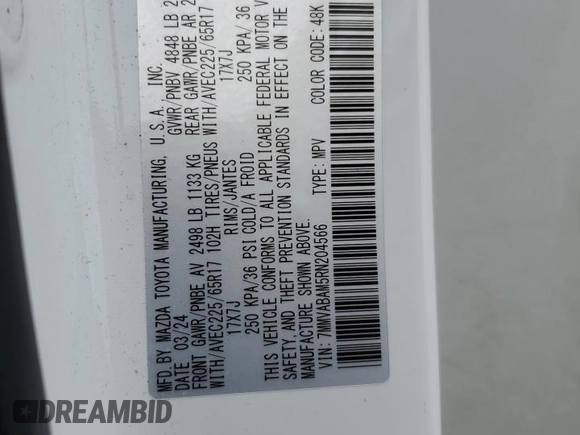 MFD.BY MAZDA TOYOTA MANUFACTURING, U.S.A., INC.
DATE 03/24 GVWR/PNBV 4848 LB 2
FRONT GAWR/PNBE AV 2498 LB 1133 KG REAR GAWR/PNBE AR 2
WITH/AVEC225/65R17 102H TIRES/PNEUS WITH/AVEC225/65R17
17X7J RIMS/JANTES 17X7J
250 KPA/36 PSI COLD/A FROID 250 KPA/36
THIS VEHICLE CONFORMS TO ALL APPLICABLE FEDERAL MOTOR V
SAFETY, AND THEFT PREVENTION STANDARDS IN EFFECT ON THE
MANUFACTURE SHOWN ABOVE.
VIN: 7MMVABAM5RN204566 TYPE: MPV COLOR CODE: 48K
DREAMBID